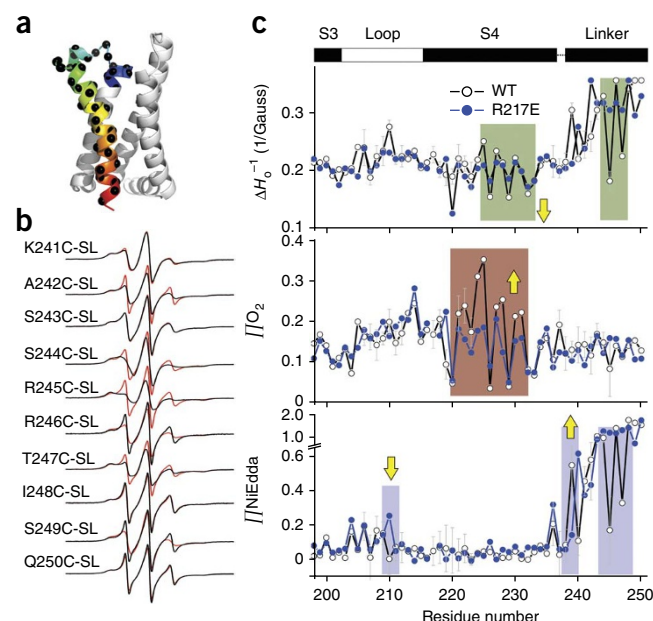 a
b
K241C-SL
A242C-SL
S243C-SL
S244C-SL
R245C-SL
R246C-SL
T247C-SL
I248C-SL
S249C-SL
Q250C-SL
c
S3 Loop S4 Linker
WT
R217E
ΔHo⁻¹ (1/Gauss)
0.3
0.2
0.1
∏O2
0.4
0.3
0.2
0.1
0
∏NiEdda
2.0
1.0
0.6
0.4
0.2
0
200 210 220 230 240 250
Residue number